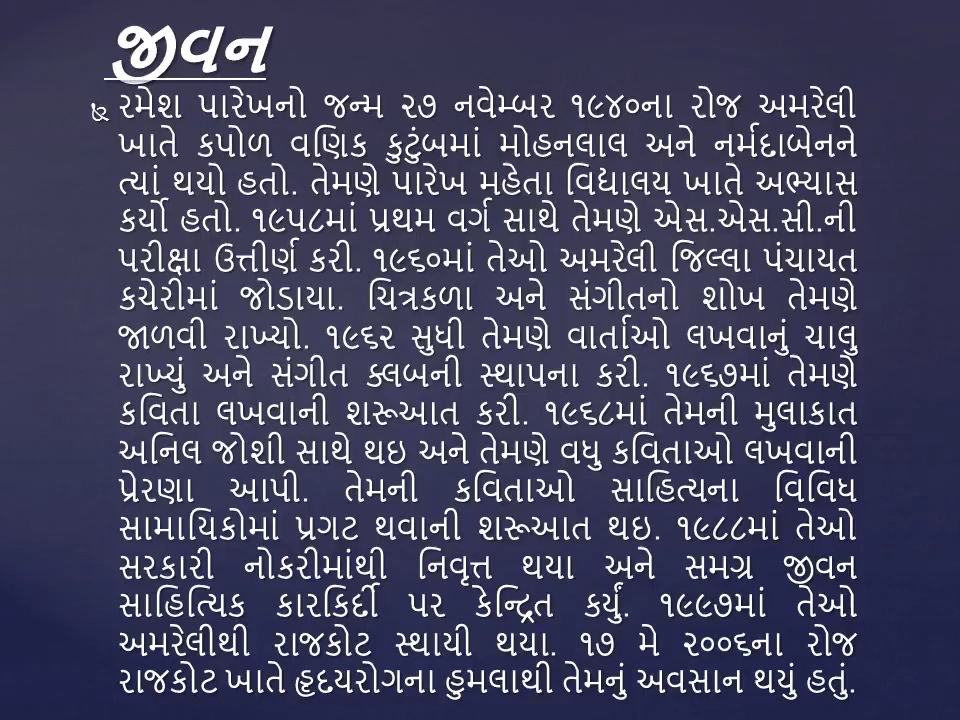 જીવન
રમેશ પારેખનો જન્મ ૨૭ નવેમ્બર ૧૯૪૦ના રોજ અમરેલી
ખાતે કપોળ વણિક કુટુંબમાં મોહનલાલ અને નર્મદાબેનને
ત્યાં થયો હતો. તેમણે પારેખ મહેતા વિદ્યાલય ખાતે અભ્યાસ
કર્યો હતો. ૧૯૫૮માં પ્રથમ વર્ગ સાથે તેમણે એસ.એસ.સી.ની
પરીક્ષા ઉત્તીર્ણ કરી. ૧૯૬૦માં તેઓ અમરેલી જિલ્લા પંચાયત
કચેરીમાં જોડાયા. ચિત્રકળા અને સંગીતનો શોખ તેમણે
જાળવી રાખ્યો. ૧૯૬૨ સુધી તેમણે વાર્તાઓ લખવાનું ચાલુ
રાખ્યું અને સંગીત ક્લબની સ્થાપના કરી. ૧૯૬૭માં તેમણે
કવિતા લખવાની શરૂઆત કરી. ૧૯૬૮માં તેમની મુલાકાત
અનિલ જોશી સાથે થઇ અને તેમણે વધુ કવિતાઓ લખવાની
પ્રેરણા આપી. તેમની કવિતાઓ સાહિત્યના વિવિધ
સામાયિકોમાં પ્રગટ થવાની શરૂઆત થઇ. ૧૯૮૮માં તેઓ
સરકારી નોકરીમાંથી નિવૃત્ત થયા અને સમગ્ર જીવન
સાહિત્યિક કારકિર્દી પર કેન્દ્રિત કર્યું. ૧૯૯૭માં તેઓ
અમરેલીથી રાજકોટ સ્થાયી થયા. ૧૭ મે ૨૦૦૬ના રોજ
રાજકોટ ખાતે હૃદયરોગના હુમલાથી તેમનું અવસાન થયું હતું.